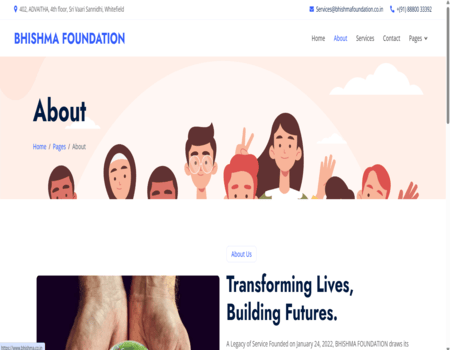 402, ADVAITHA, 4th floor, Sri Vaari Sannidhi, Whitefield
Services@bhishmafoundation.co.in
(+91) 88800 33392
BHISHMA FOUNDATION
Home About Services Contact Pages
About
Home / Pages / About
About Us
Transforming Lives,
Building Futures.
A Legacy of Service Founded on January 24, 2022, BHISHMA FOUNDATION draws its
https://www.bhishma.co.in